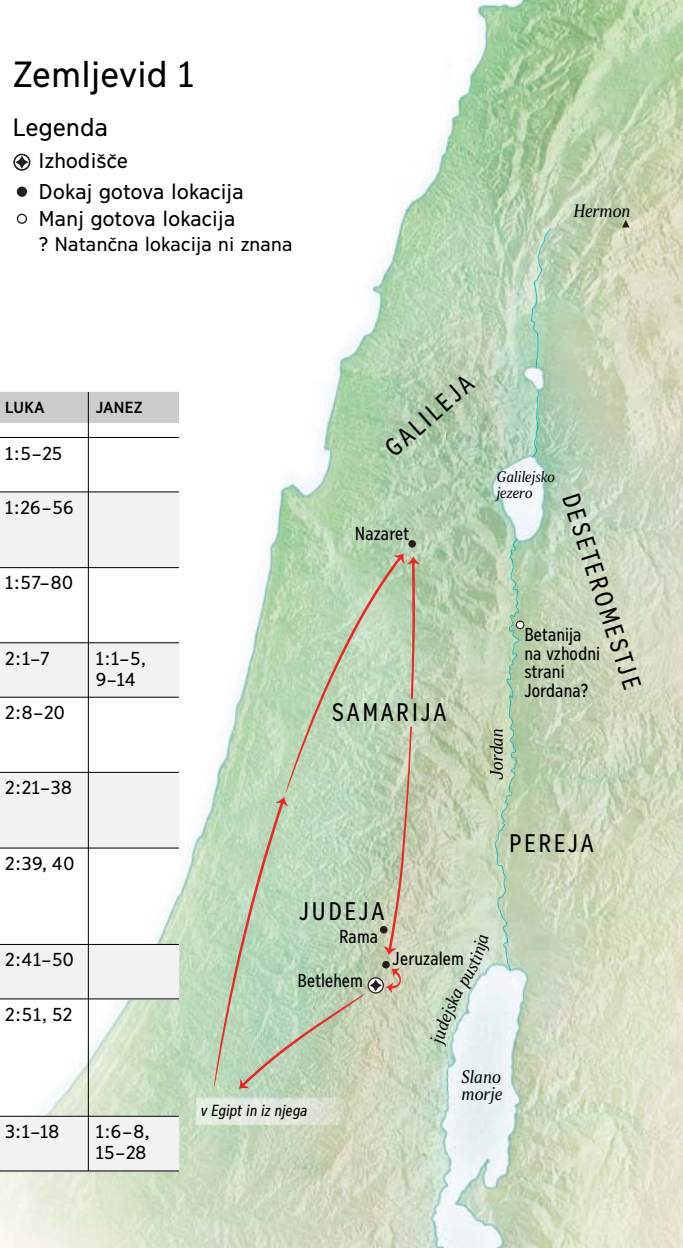 Zemljevid 1
Legenda
Izhodišče
Dokaj gotova lokacija
Manj gotova lokacija
? Natančna lokacija ni znana
LUKA JANEZ
1:5–25
1:26–56
1:57–80
2:1–7 1:1–5,
9–14
2:8–20
2:21–38
2:39, 40
2:41–50
2:51, 52
3:1–18 1:6–8,
15–28
Hermon
GALILEJA
Galilejsko
jezero
DESETEROMESTJE
Nazaret
Betanija
na vzhodni
strani
Jordana?
SAMARIJA
Jordan
PEREJA
JUDEJA
Rama
Jeruzalem
Betlehem
judejska pustinja
Slano
morje
v Egipt in iz njega